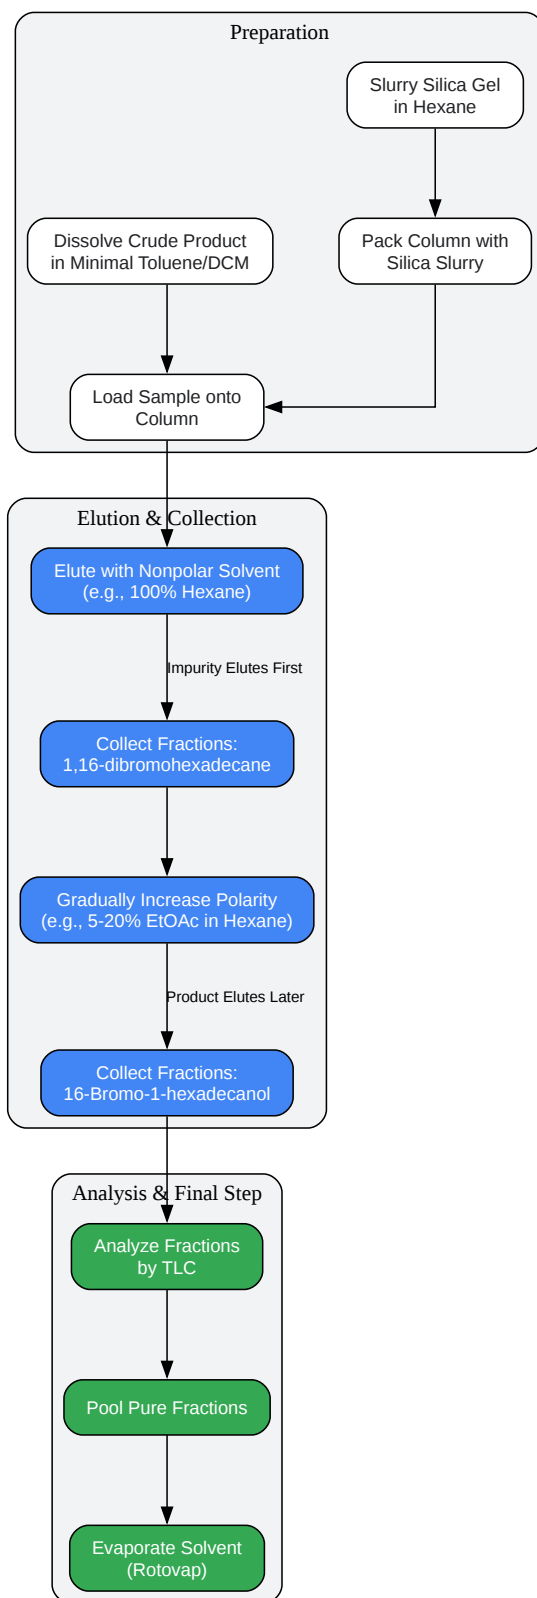 Preparation
Slurry Silica Gel
in Hexane
Dissolve Crude Product
in Minimal Toluene/DCM
Pack Column with
Silica Slurry
Load Sample onto
Column
Elution & Collection
Elute with Nonpolar Solvent
(e.g., 100% Hexane)
Impurity Elutes First
Collect Fractions:
1,16-dibromohexadecane
Gradually Increase Polarity
(e.g., 5-20% EtOAc in Hexane)
Product Elutes Later
Collect Fractions:
16-Bromo-1-hexadecanol
Analysis & Final Step
Analyze Fractions
by TLC
Pool Pure Fractions
Evaporate Solvent
(Rotovap)